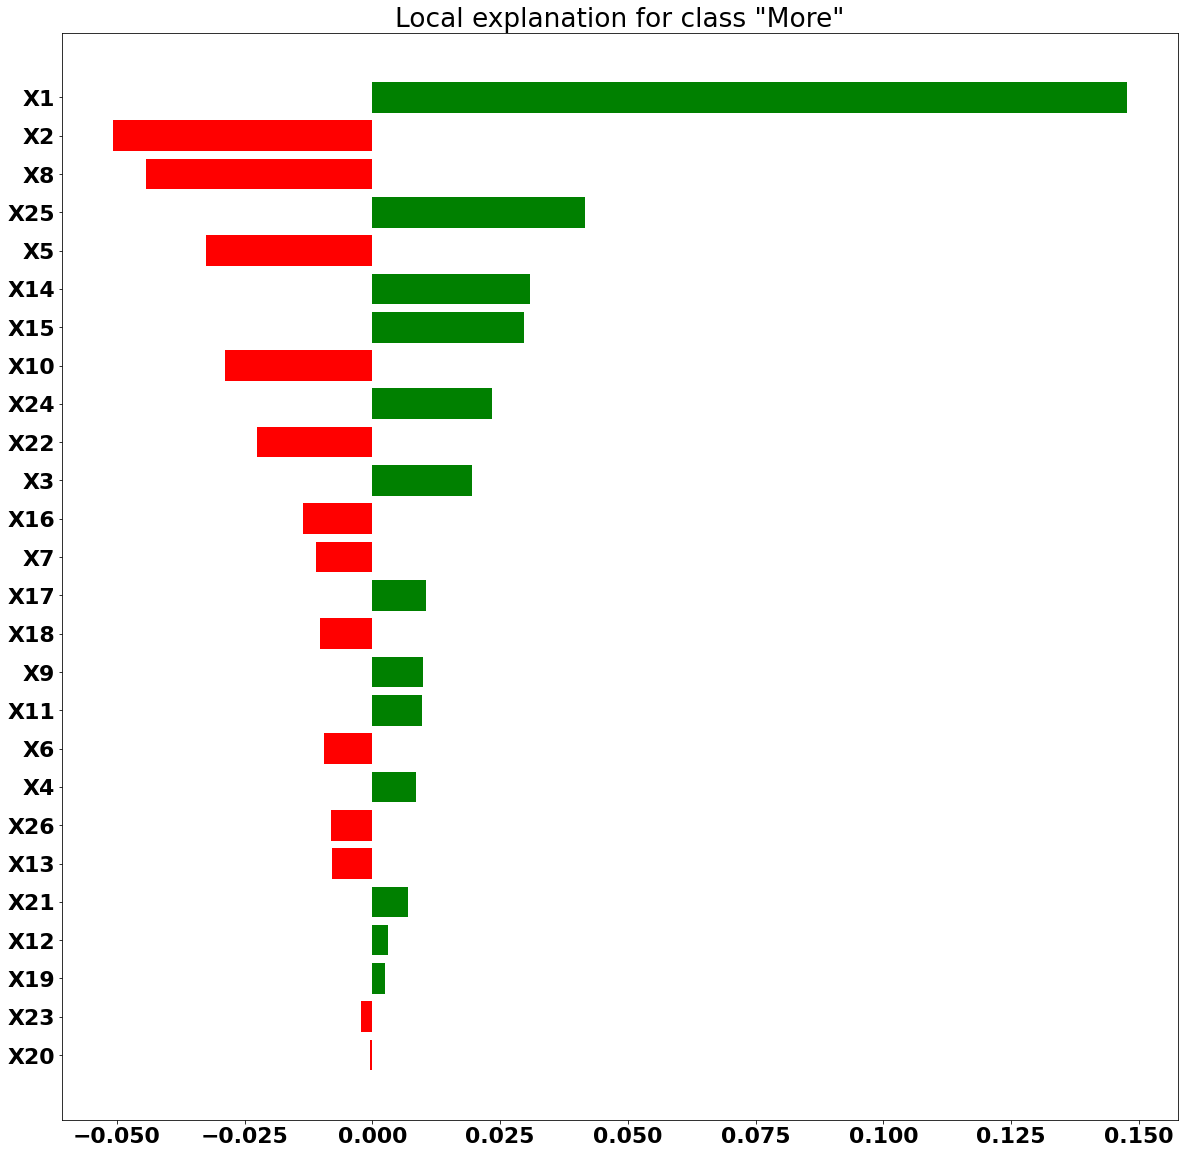 Local explanation for class "More"
X1
X2
X8
X25
X5
X14
X15
X10
X24
X22
X3
X16
X7
X17
X18
X9
X11
X6
X4
X26
X13
X21
X12
X19
X23
X20
−0.050 −0.025 0.000 0.025 0.050 0.075 0.100 0.125 0.150